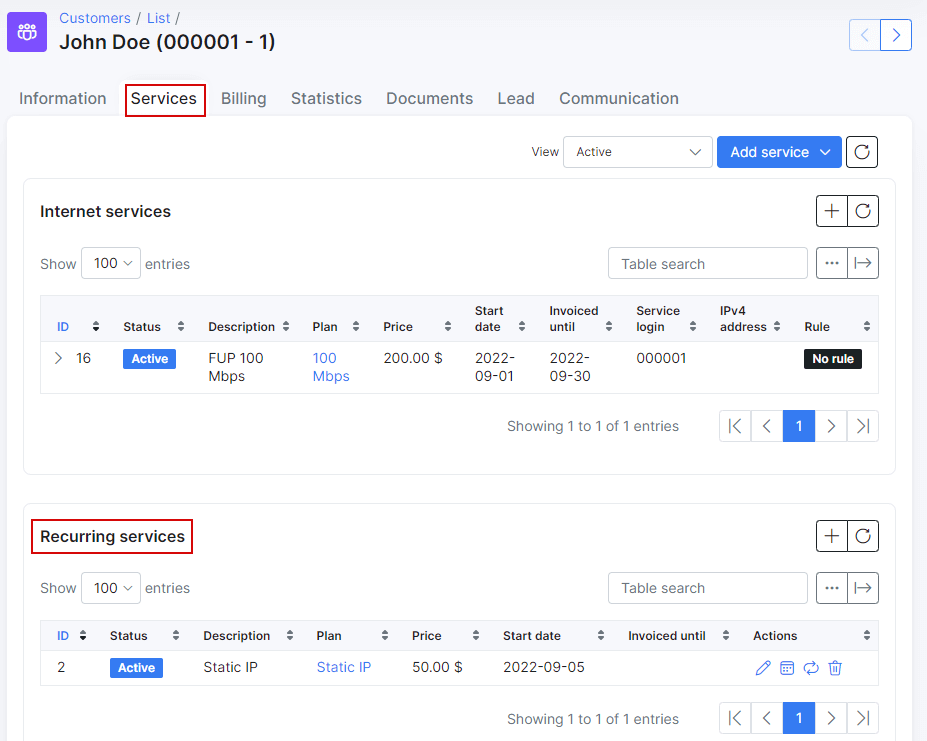 Customers / List /
John Doe (000001 - 1)
Information Services Billing Statistics Documents Lead Communication
View Active Add service
Internet services
Show 100 entries Table search
ID Status Description Plan Price Start date Invoiced until Service login IPv4 address Rule
16 Active FUP 100 Mbps 100 Mbps 200.00 $ 2022-09-01 2022-09-30 000001 No rule
Showing 1 to 1 of 1 entries 1
Recurring services
Show 100 entries Table search
ID Status Description Plan Price Start date Invoiced until Actions
2 Active Static IP Static IP 50.00 $ 2022-09-05
Showing 1 to 1 of 1 entries 1